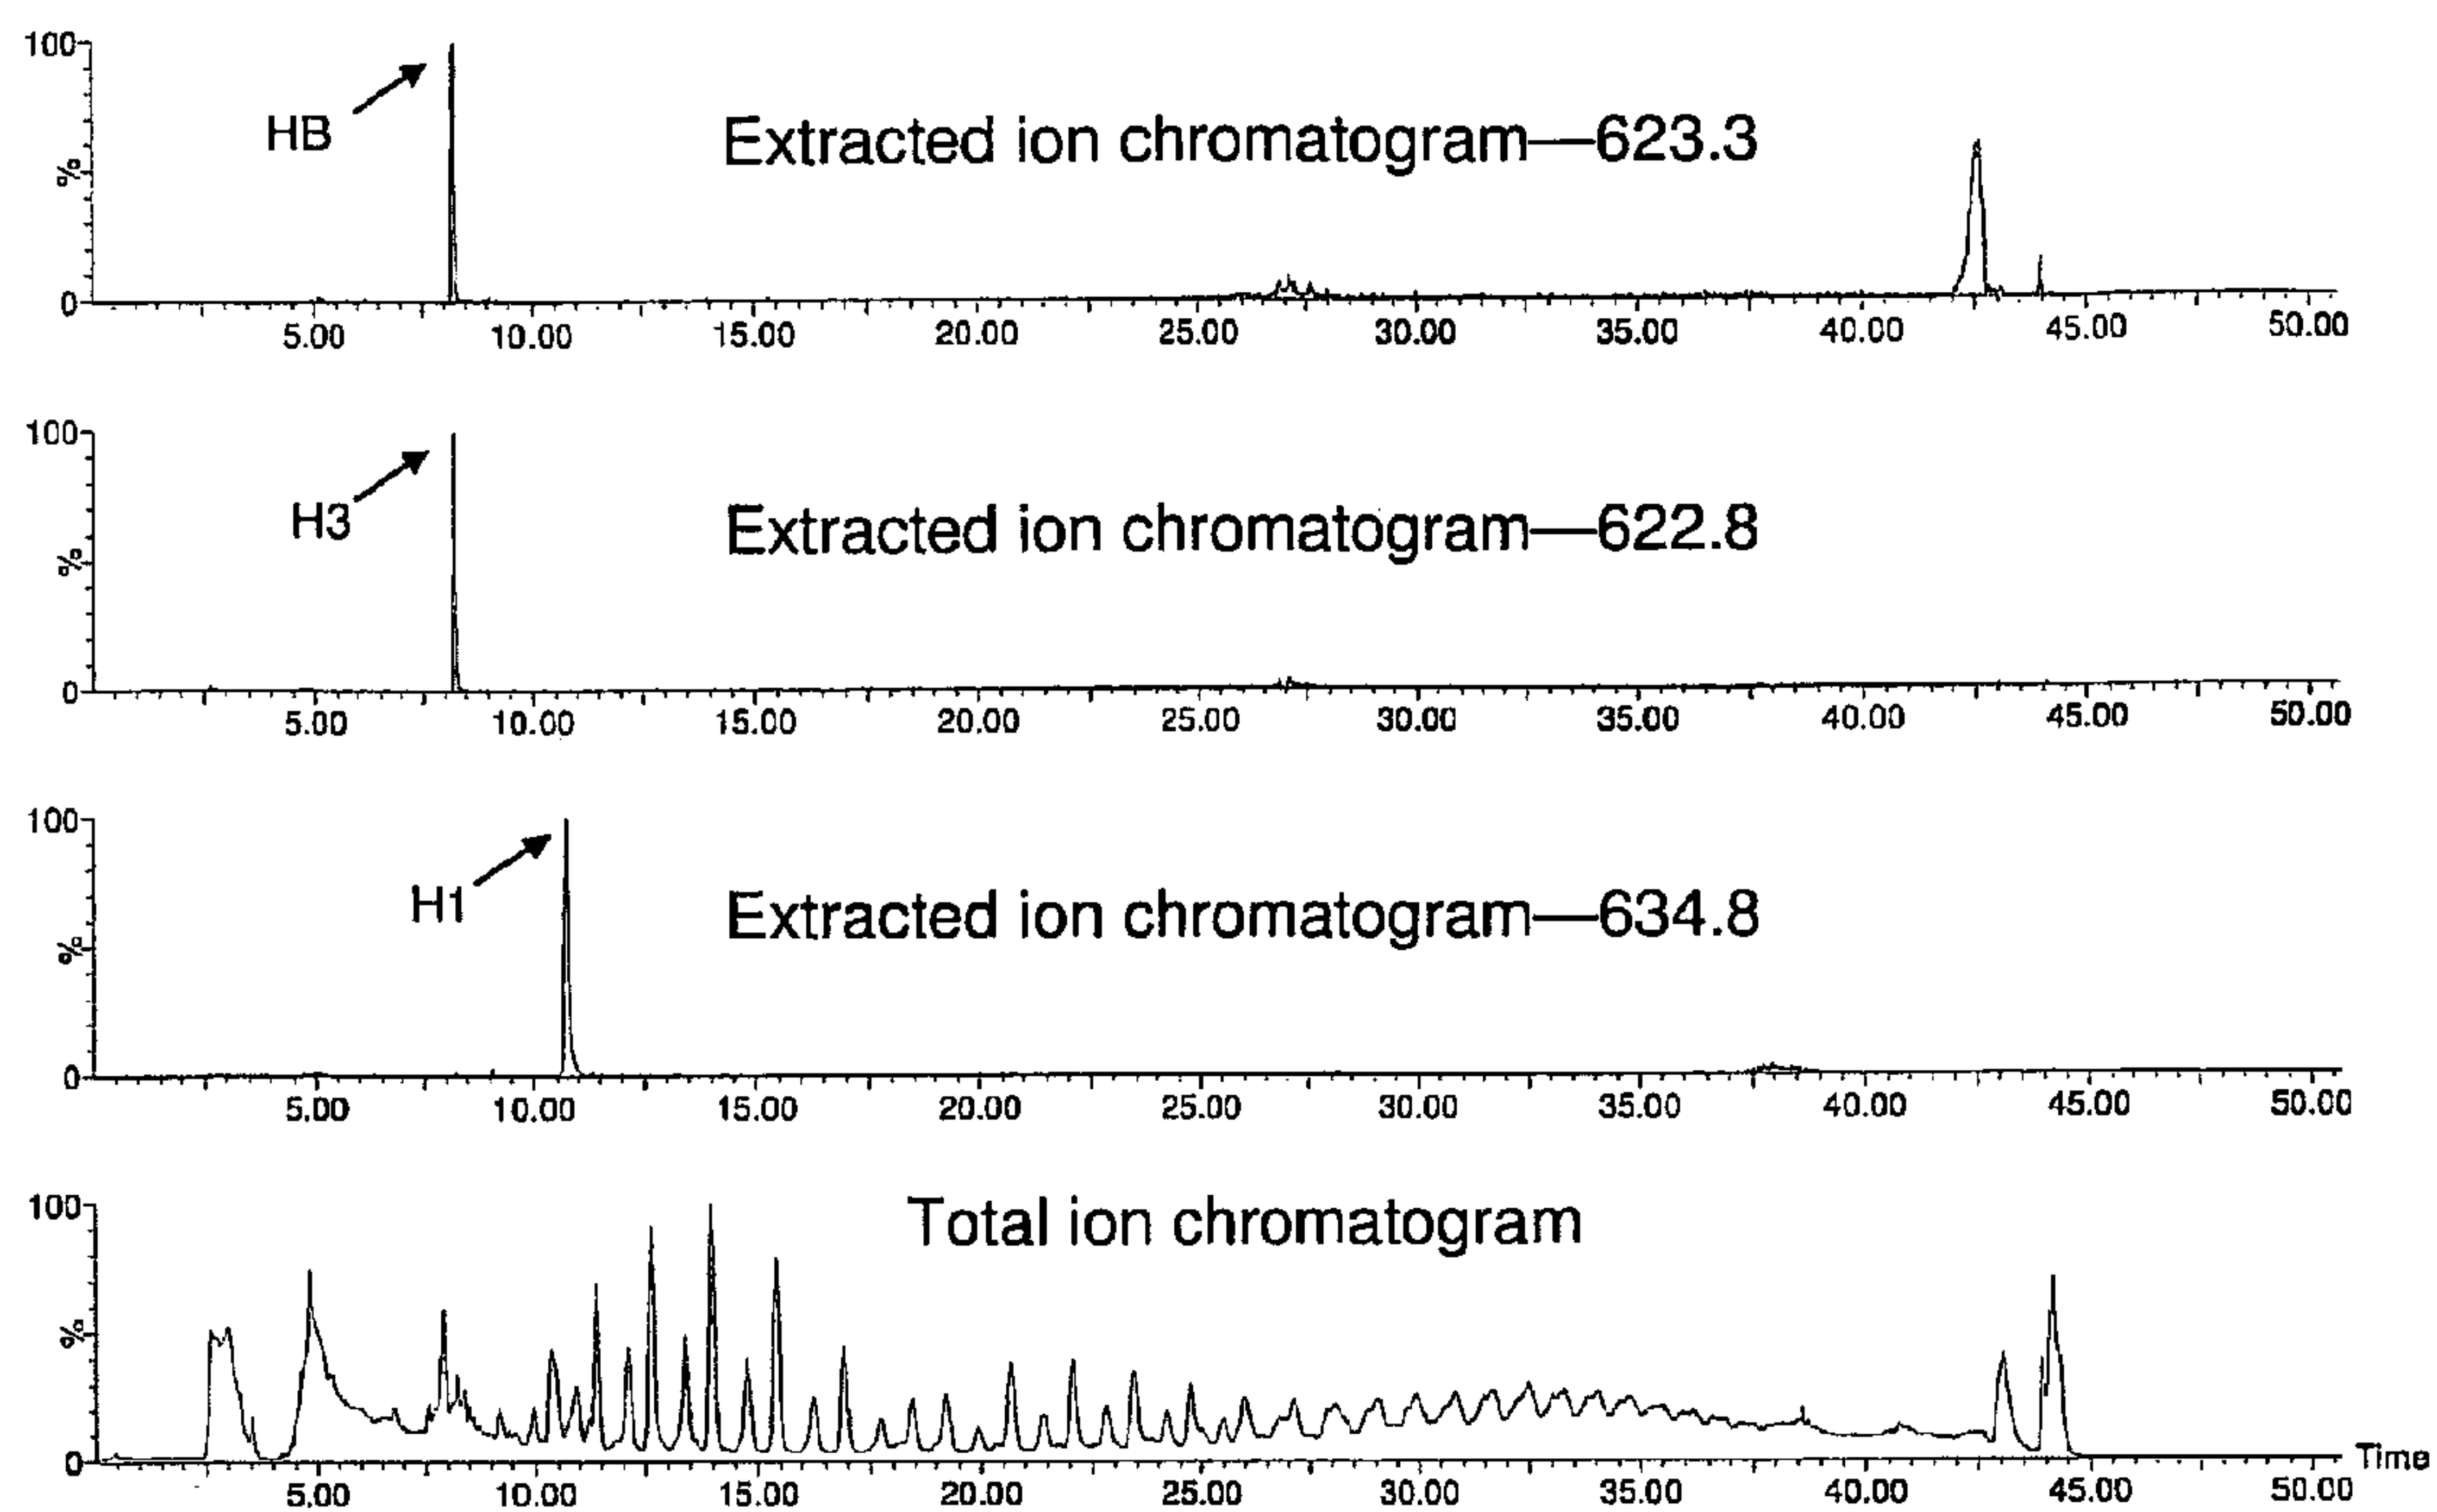 100
HB
Extracted ion chromatogram—623.3
%
0
5.00 10.00 15.00 20.00 25.00 30.00 35.00 40.00 45.00 50.00
100
H3
Extracted ion chromatogram—622.8
%
0
5.00 10.00 15.00 20.00 25.00 30.00 35.00 40.00 45.00 50.00
100
H1
Extracted ion chromatogram—634.8
%
0
5.00 10.00 15.00 20.00 25.00 30.00 35.00 40.00 45.00 50.00
100
Total ion chromatogram
%
0
Time
5.00 10.00 15.00 20.00 25.00 30.00 35.00 40.00 45.00 50.00